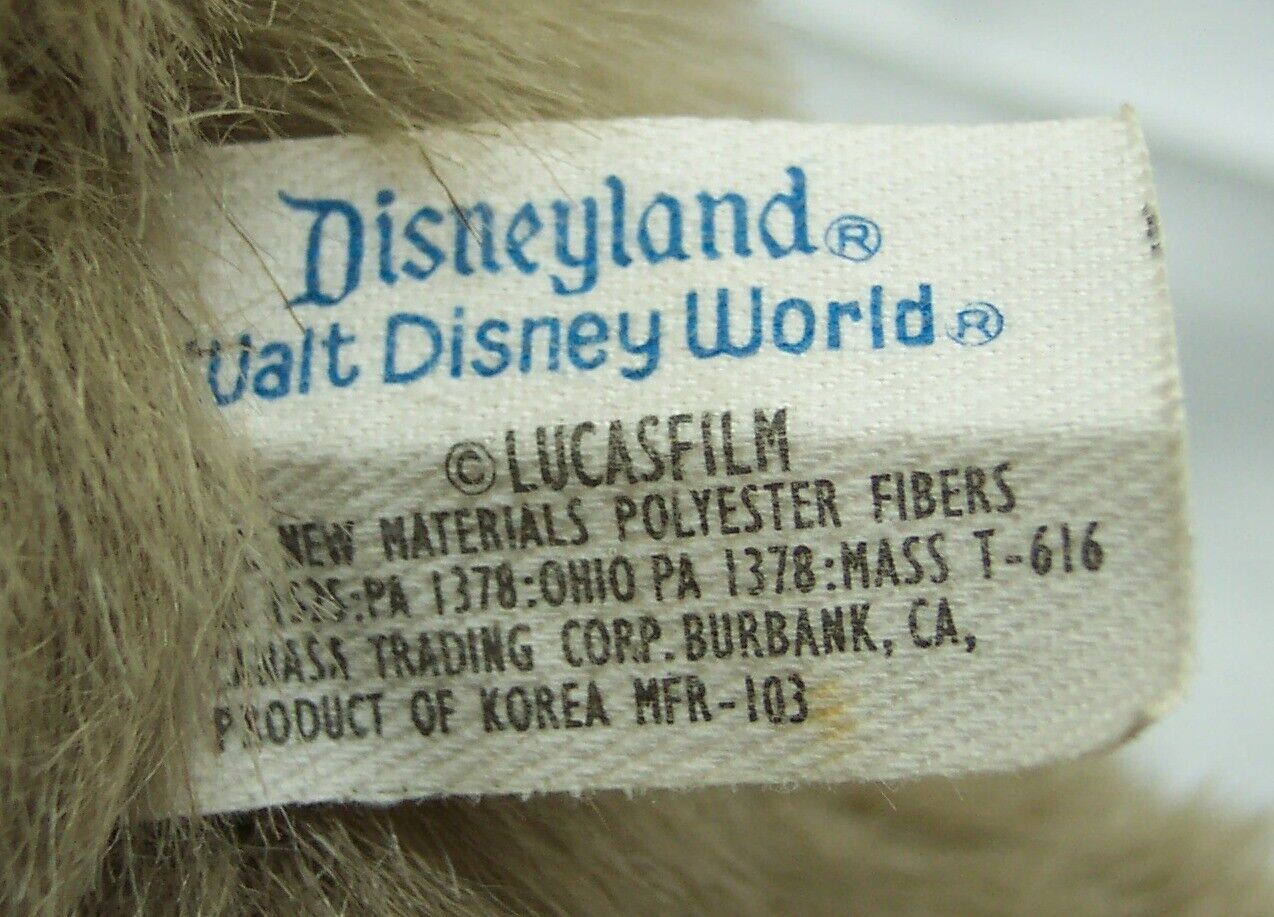 Disneyland®
Walt Disney World®
©LUCASFILM
NEW MATERIALS POLYESTER FIBERS
PA 1378:OHIO PA 1378:MASS T-616
TRADING CORP. BURBANK, CA,
PRODUCT OF KOREA MFR-103